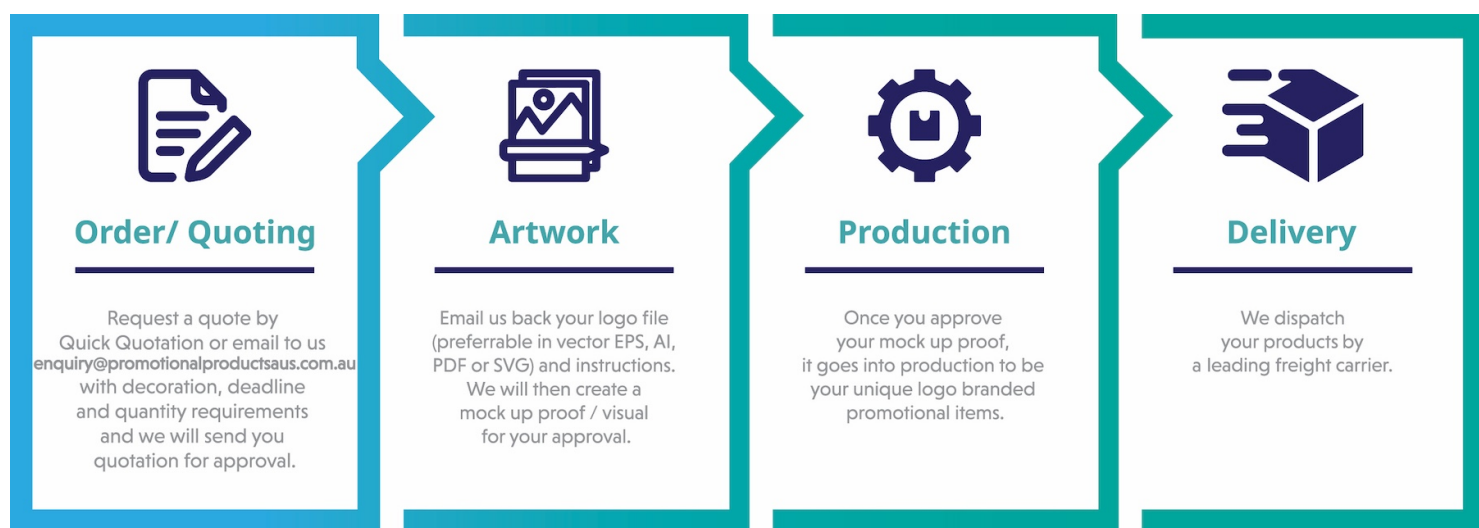 Order/ Quoting
Request a quote by
Quick Quotation or email to us
enquiry@promotionalproductsaus.com.au
with decoration, deadline
and quantity requirements
and we will send you
quotation for approval.
Artwork
Email us back your logo file
(preferrable in vector EPS, AI,
PDF or SVG) and instructions.
We will then create a
mock up proof / visual
for your approval.
Production
Once you approve
your mock up proof,
it goes into production to be
your unique logo branded
promotional items.
Delivery
We dispatch
your products by
a leading freight carrier.